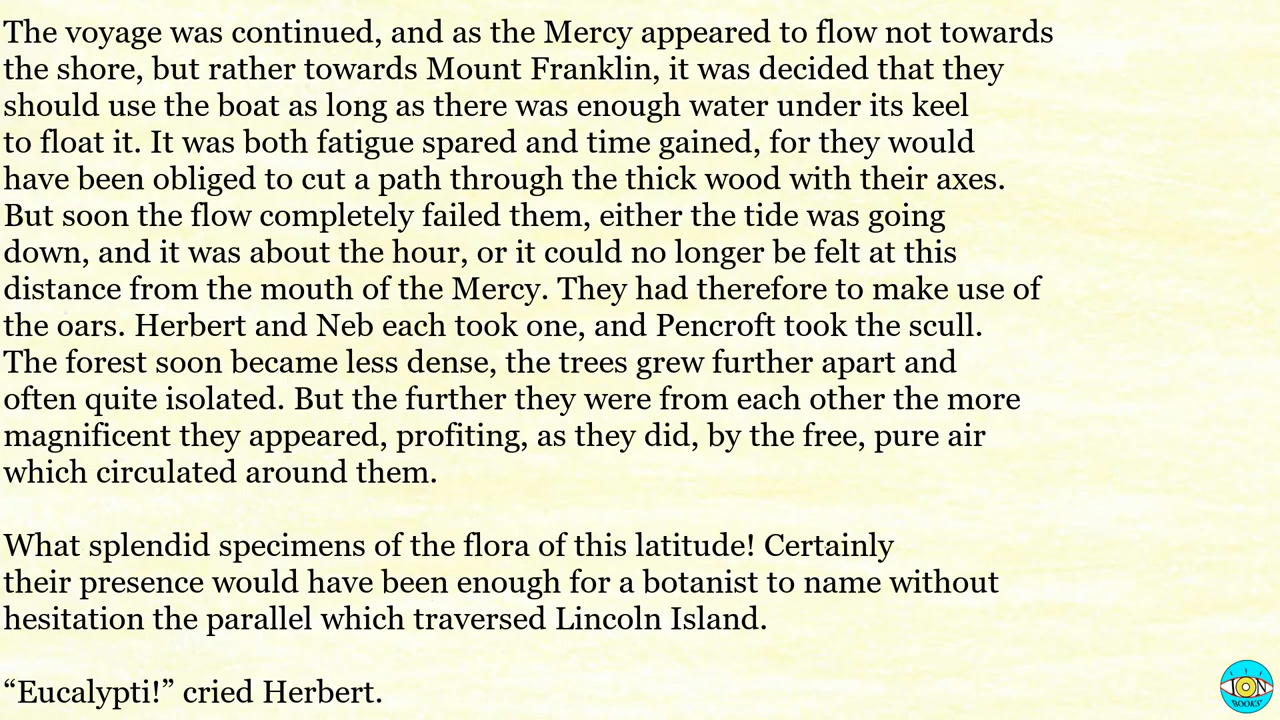 The voyage was continued, and as the Mercy appeared to flow not towards
the shore, but rather towards Mount Franklin, it was decided that they
should use the boat as long as there was enough water under its keel
to float it. It was both fatigue spared and time gained, for they would
have been obliged to cut a path through the thick wood with their axes.
But soon the flow completely failed them, either the tide was going
down, and it was about the hour, or it could no longer be felt at this
distance from the mouth of the Mercy. They had therefore to make use of
the oars. Herbert and Neb each took one, and Pencroft took the scull.
The forest soon became less dense, the trees grew further apart and
often quite isolated. But the further they were from each other the more
magnificent they appeared, profiting, as they did, by the free, pure air
which circulated around them.
What splendid specimens of the flora of this latitude! Certainly
their presence would have been enough for a botanist to name without
hesitation the parallel which traversed Lincoln Island.
“Eucalypti!” cried Herbert.
ION
BOOKS